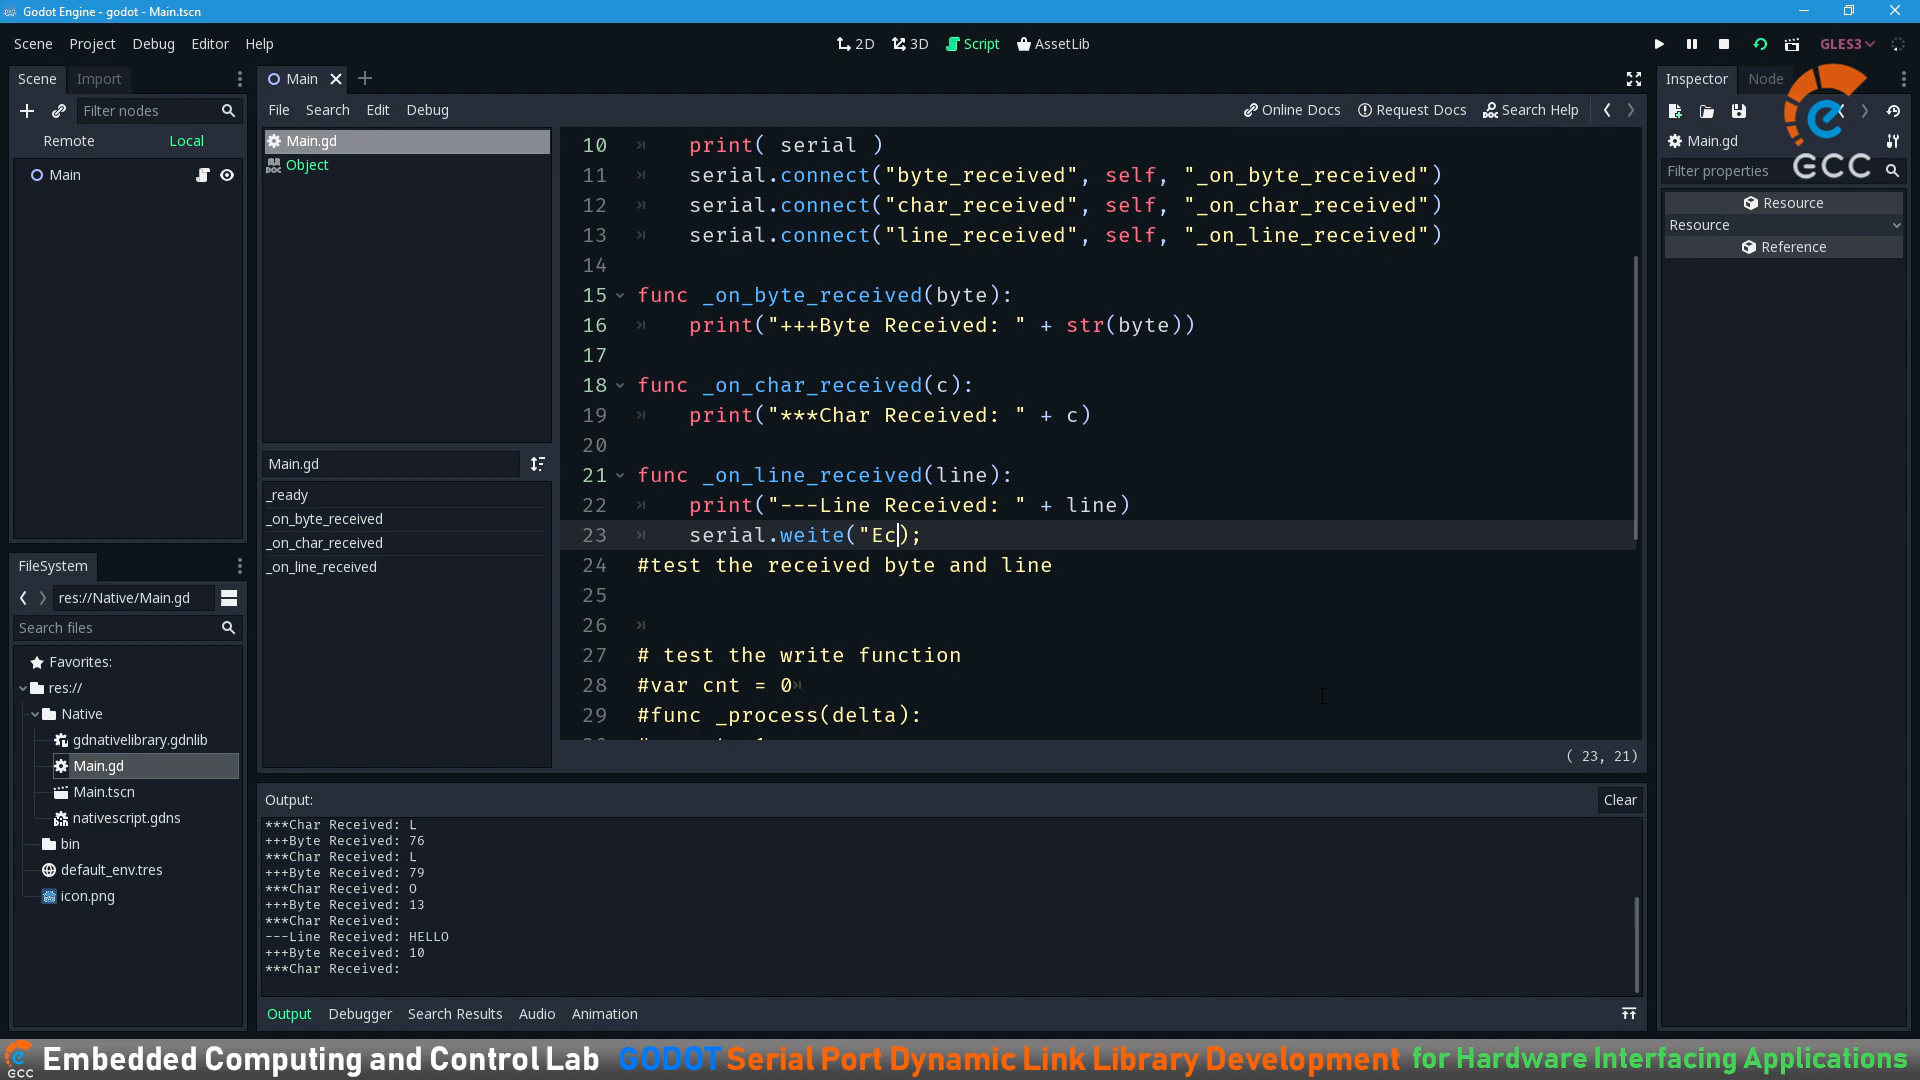 Godot Engine - godot - Main.tscn
Scene Project Debug Editor Help
2D 3D Script AssetLib
GLES3
Scene Import
Filter nodes
Remote Local
Main
Main
File Search Edit Debug
Online Docs Request Docs Search Help
Main.gd
Object
Main.gd
_ready
_on_byte_received
_on_char_received
_on_line_received
10 print( serial )
11 serial.connect("byte_received", self, "_on_byte_received")
12 serial.connect("char_received", self, "_on_char_received")
13 serial.connect("line_received", self, "_on_line_received")
14
15 func _on_byte_received(byte):
16 print("+++Byte Received: " + str(byte))
17
18 func _on_char_received(c):
19 print("***Char Received: " + c)
20
21 func _on_line_received(line):
22 print("---Line Received: " + line)
23 serial.weite("Ec);
24 #test the received byte and line
25
26
27 # test the write function
28 #var cnt = 0
29 #func _process(delta):
( 23, 21)
FileSystem
res://Native/Main.gd
Search files
Favorites:
res://
Native
gdnativelibrary.gdnlib
Main.gd
Main.tscn
nativescript.gdns
bin
default_env.tres
icon.png
Output:
Clear
***Char Received: L
+++Byte Received: 76
***Char Received: L
+++Byte Received: 79
***Char Received: O
+++Byte Received: 13
***Char Received:
---Line Received: HELLO
+++Byte Received: 10
***Char Received:
Output Debugger Search Results Audio Animation
Inspector Node
Main.gd
Filter properties
Resource
Resource
Reference
ECC
ECC
Embedded Computing and Control Lab GODOT Serial Port Dynamic Link Library Development for Hardware Interfacing Applications